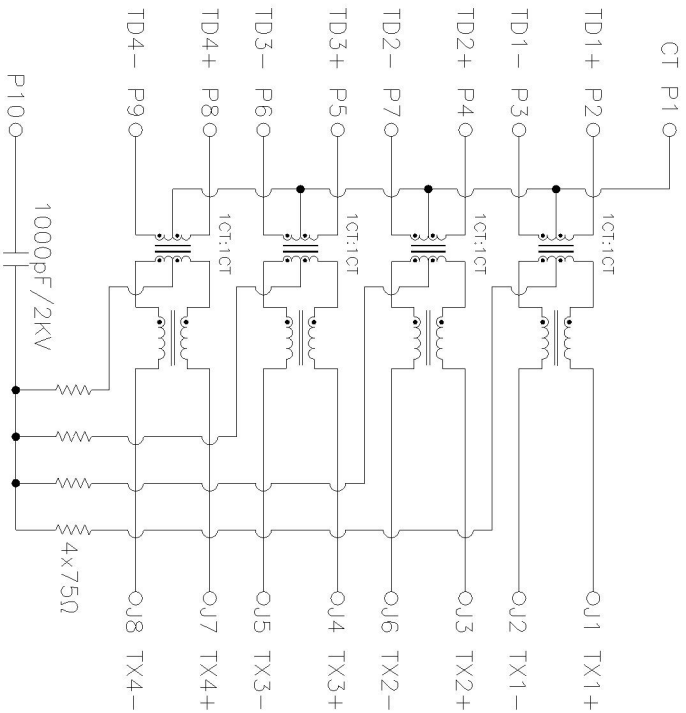 CT P1
1CT:1CT
TD1+ P2 J1 TX1+
TD1- P3 J2 TX1-
1CT:1CT
TD2+ P4 J3 TX2+
TD2- P7 J6 TX2-
1CT:1CT
TD3+ P5 J4 TX3+
TD3- P6 J5 TX3-
1CT:1CT
TD4+ P8 J7 TX4+
TD4- P9 J8 TX4-
4x75Ω
1000pF/2KV
P10